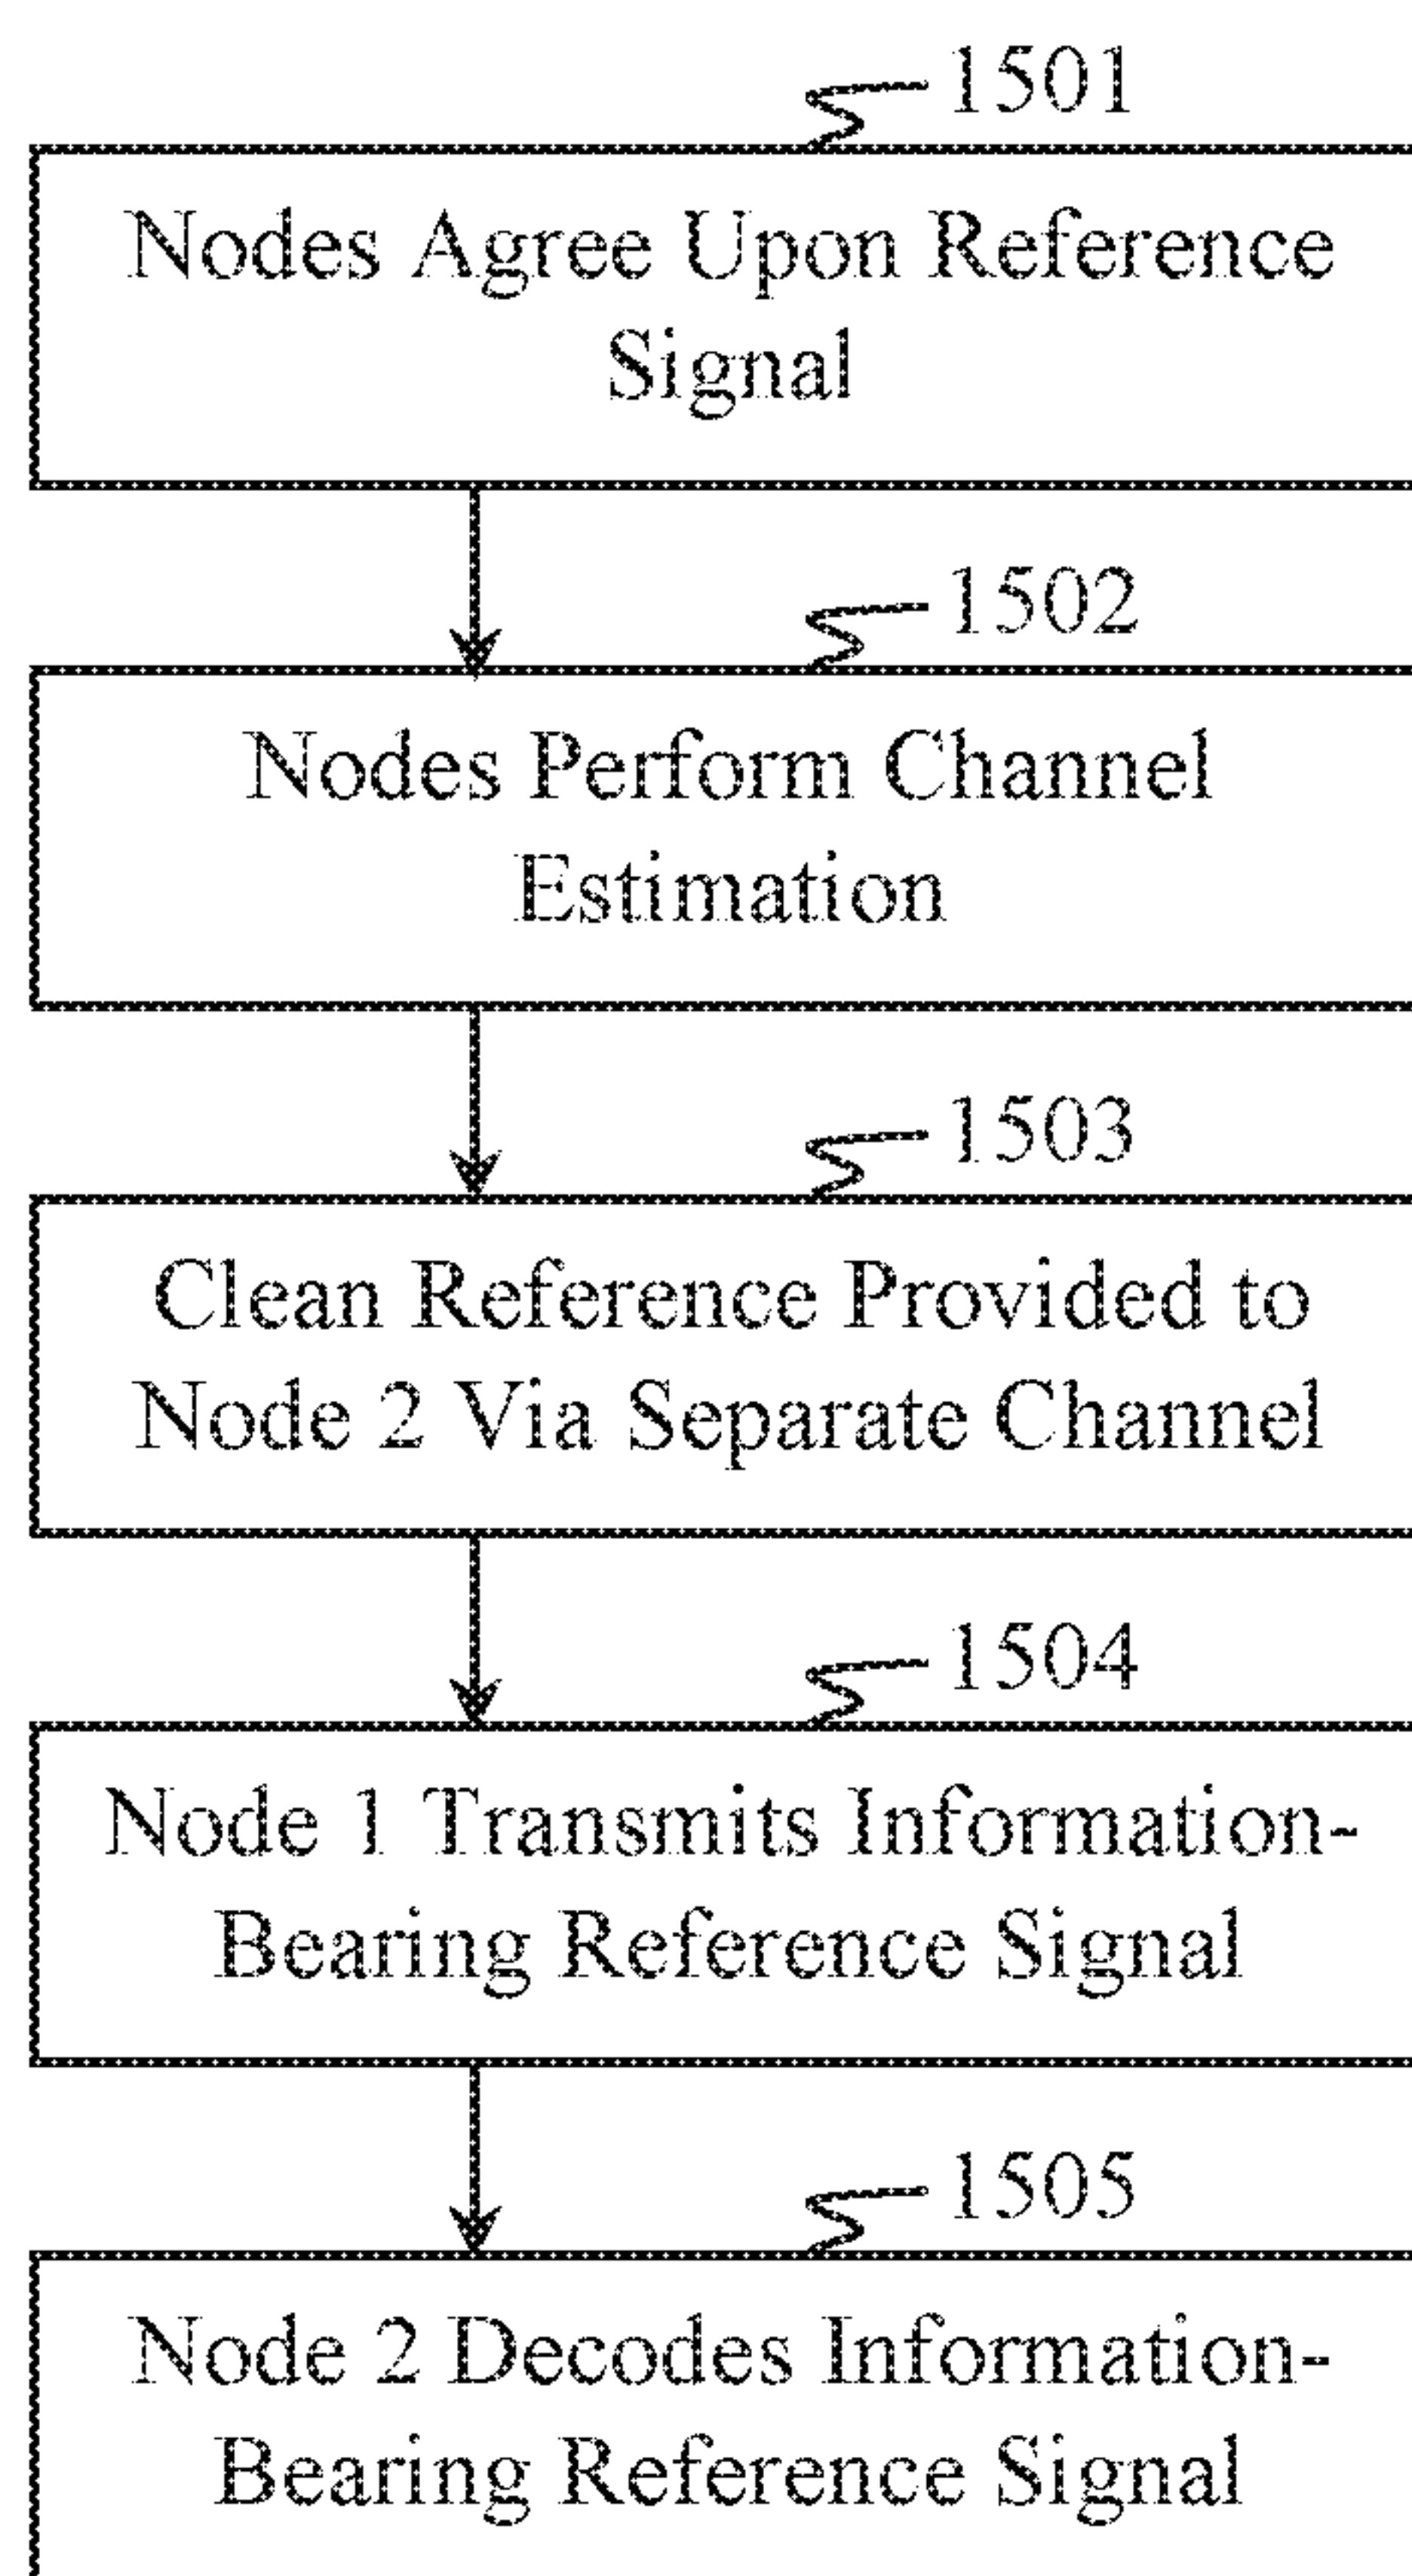 1501
Nodes Agree Upon Reference
Signal
1502
Nodes Perform Channel
Estimation
1503
Clean Reference Provided to
Node 2 Via Separate Channel
1504
Node 1 Transmits Information-
Bearing Reference Signal
1505
Node 2 Decodes Information-
Bearing Reference Signal